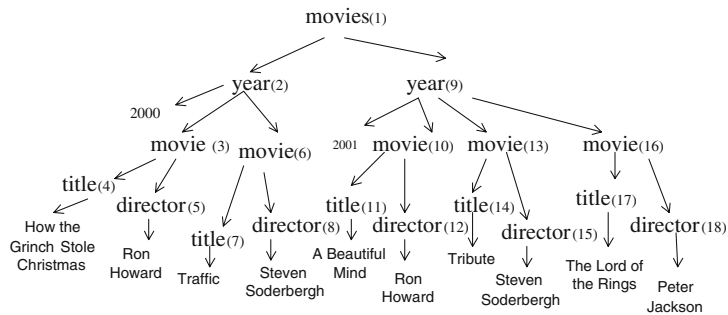 movies(1)
year(2)
year(9)
2000
2001
movie (3)
movie(6)
movie(10)
movie(13)
movie(16)
title(4)
director(5)
title(7)
director(8)
title(11)
director(12)
title(14)
director(15)
title(17)
director(18)
How the
Grinch Stole
Christmas
Ron
Howard
Traffic
Steven
Soderbergh
A Beautiful
Mind
Ron
Howard
Tribute
Steven
Soderbergh
The Lord of
the Rings
Peter
Jackson